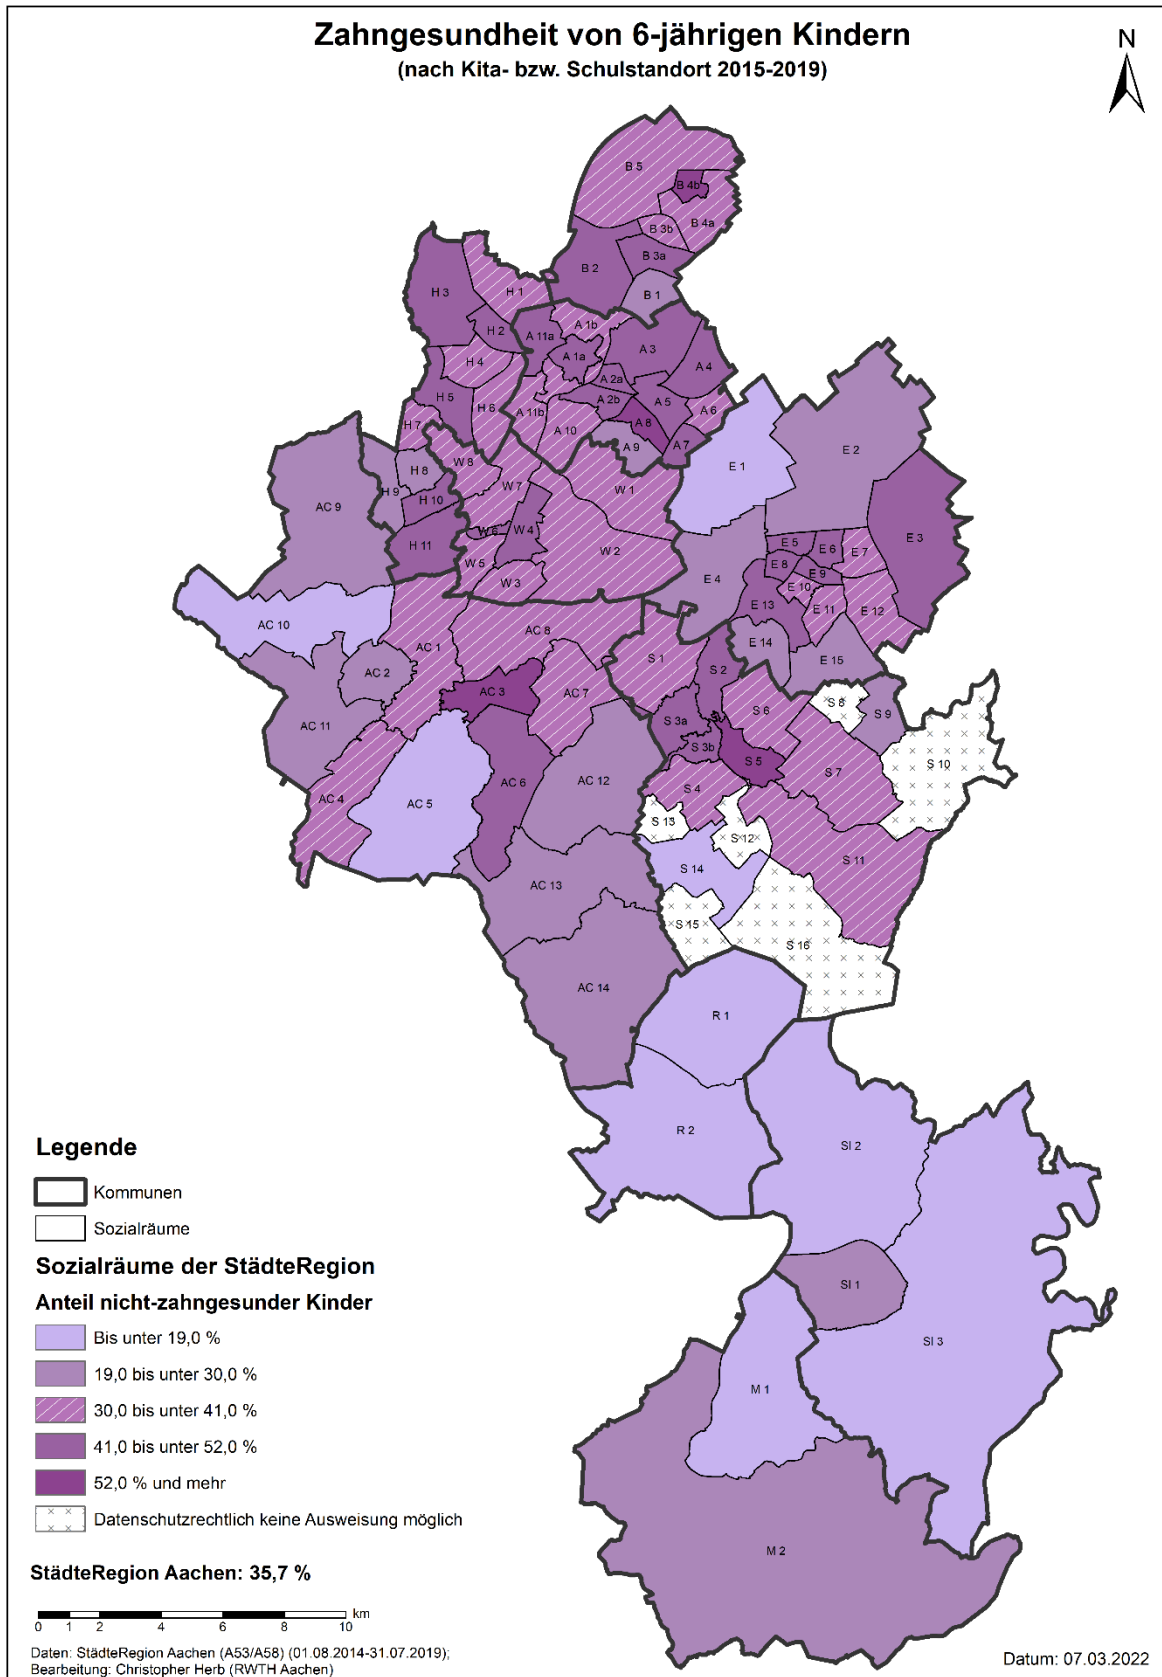 Zahngesundheit von 6-jährigen Kindern
(nach Kita- bzw. Schulstandort 2015-2019)
N
B 5
B 4b
B 4a
B 3b
B 3a
B 2
B 1
H 3
H 1
H 2
A 11a
A 1b
A 1a
A 3
A 4
H 4
A 2a
A 2b
A 5
A 6
H 5
H 6
A 11b
A 8
H 7
A 10
A 9
A 7
E 2
W 8
H 8
W 7
W 1
E 1
H 9
H 10
AC 9
W 6
W 4
E 3
H 11
W 2
E 5
E 6
E 7
W 5
E 8
E 9
W 3
E 4
E 10
E 13
E 11
E 12
AC 10
AC 8
AC 1
S 1
E 14
E 15
AC 2
S 2
AC 3
AC 7
S 8
S 9
AC 11
S 3a
S 6
S 3b
S 5
S 7
S 10
AC 12
AC 6
S 4
AC 4
AC 5
S 13
S 12
S 11
S 14
AC 13
S 15
S 16
AC 14
R 1
R 2
SI 2
SI 1
SI 3
M 1
M 2
Legende
Kommunen
Sozialräume
Sozialräume der StädteRegion
Anteil nicht-zahngesunder Kinder
Bis unter 19,0 %
19,0 bis unter 30,0 %
30,0 bis unter 41,0 %
41,0 bis unter 52,0 %
52,0 % und mehr
Datenschutzrechtlich keine Ausweisung möglich
StädteRegion Aachen: 35,7 %
km
0 1 2 4 6 8 10
Daten: StädteRegion Aachen (A53/A58) (01.08.2014-31.07.2019);
Bearbeitung: Christopher Herb (RWTH Aachen)
Datum: 07.03.2022